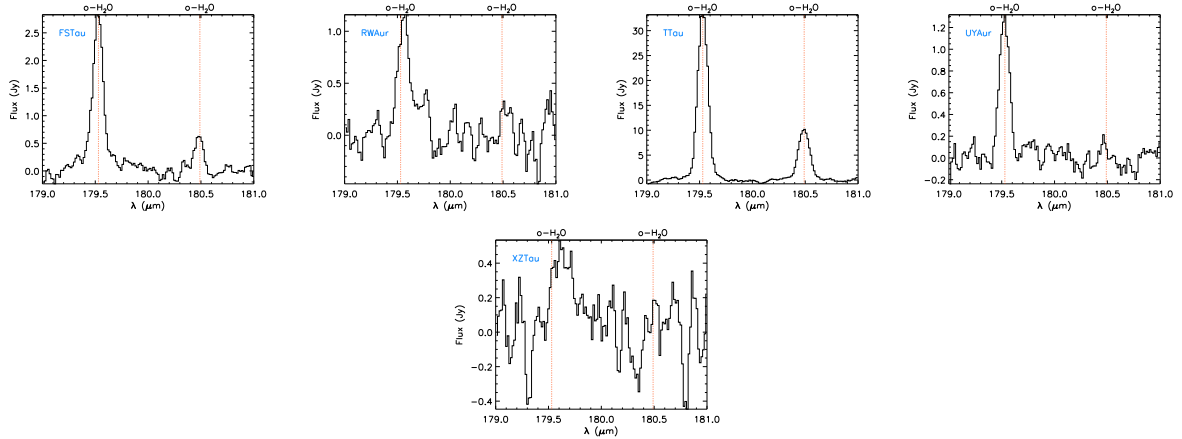 o-H₂O o-H₂O
FSTau
Flux (Jy)
2.5
2.0
1.5
1.0
0.5
0.0
179.0 179.5 180.0 180.5 181.0
λ (μm)
o-H₂O o-H₂O
RWAur
Flux (Jy)
1.0
0.5
0.0
179.0 179.5 180.0 180.5 181.0
λ (μm)
o-H₂O o-H₂O
TTau
Flux (Jy)
30
25
20
15
10
5
0
179.0 179.5 180.0 180.5 181.0
λ (μm)
o-H₂O o-H₂O
UYAur
Flux (Jy)
1.2
1.0
0.8
0.6
0.4
0.2
0.0
-0.2
179.0 179.5 180.0 180.5 181.0
λ (μm)
o-H₂O o-H₂O
XZTau
Flux (Jy)
0.4
0.2
0.0
-0.2
-0.4
179.0 179.5 180.0 180.5 181.0
λ (μm)